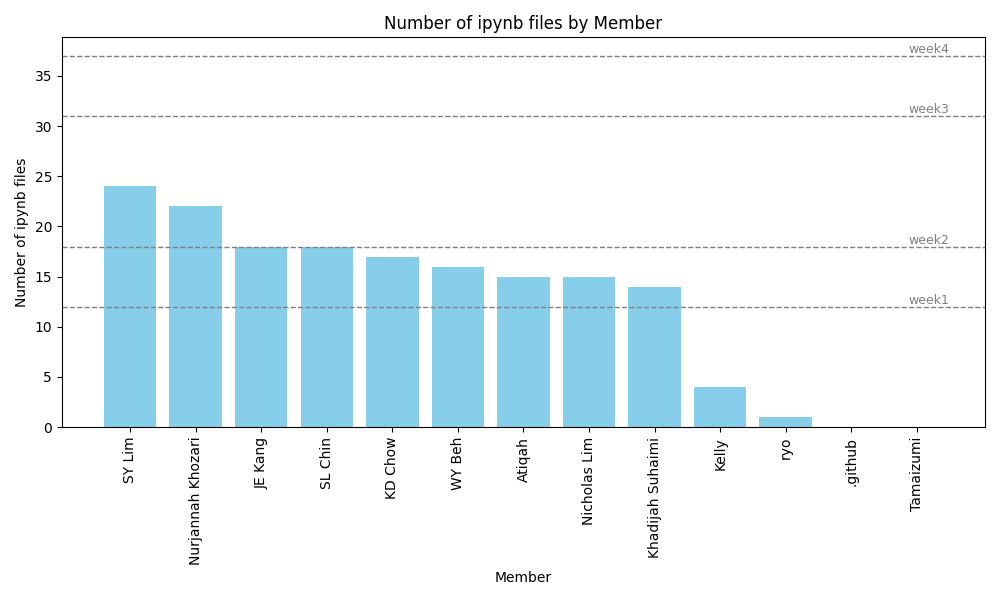 Number of ipynb files by Member
Number of ipynb files
35
30
25
20
15
10
5
0
week4
week3
week2
week1
SY Lim
Nurjannah Khozari
JE Kang
SL Chin
KD Chow
WY Beh
Atiqah
Nicholas Lim
Khadijah Suhaimi
Kelly
ryo
.github
Tamaizumi
Member